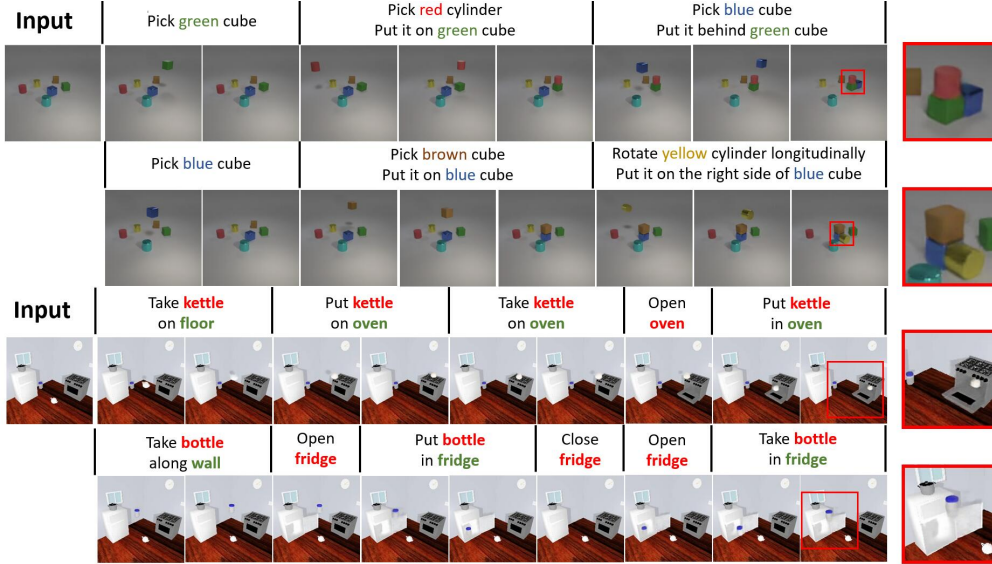 Input
Pick green cube
Pick red cylinder
Put it on green cube
Pick blue cube
Put it behind green cube
Pick blue cube
Pick brown cube
Put it on blue cube
Rotate yellow cylinder longitudinally
Put it on the right side of blue cube
Input
Take kettle
on floor
Put kettle
on oven
Take kettle
on oven
Open
oven
Put kettle
in oven
Take bottle
along wall
Open
fridge
Put bottle
in fridge
Close
fridge
Open
fridge
Take bottle
in fridge